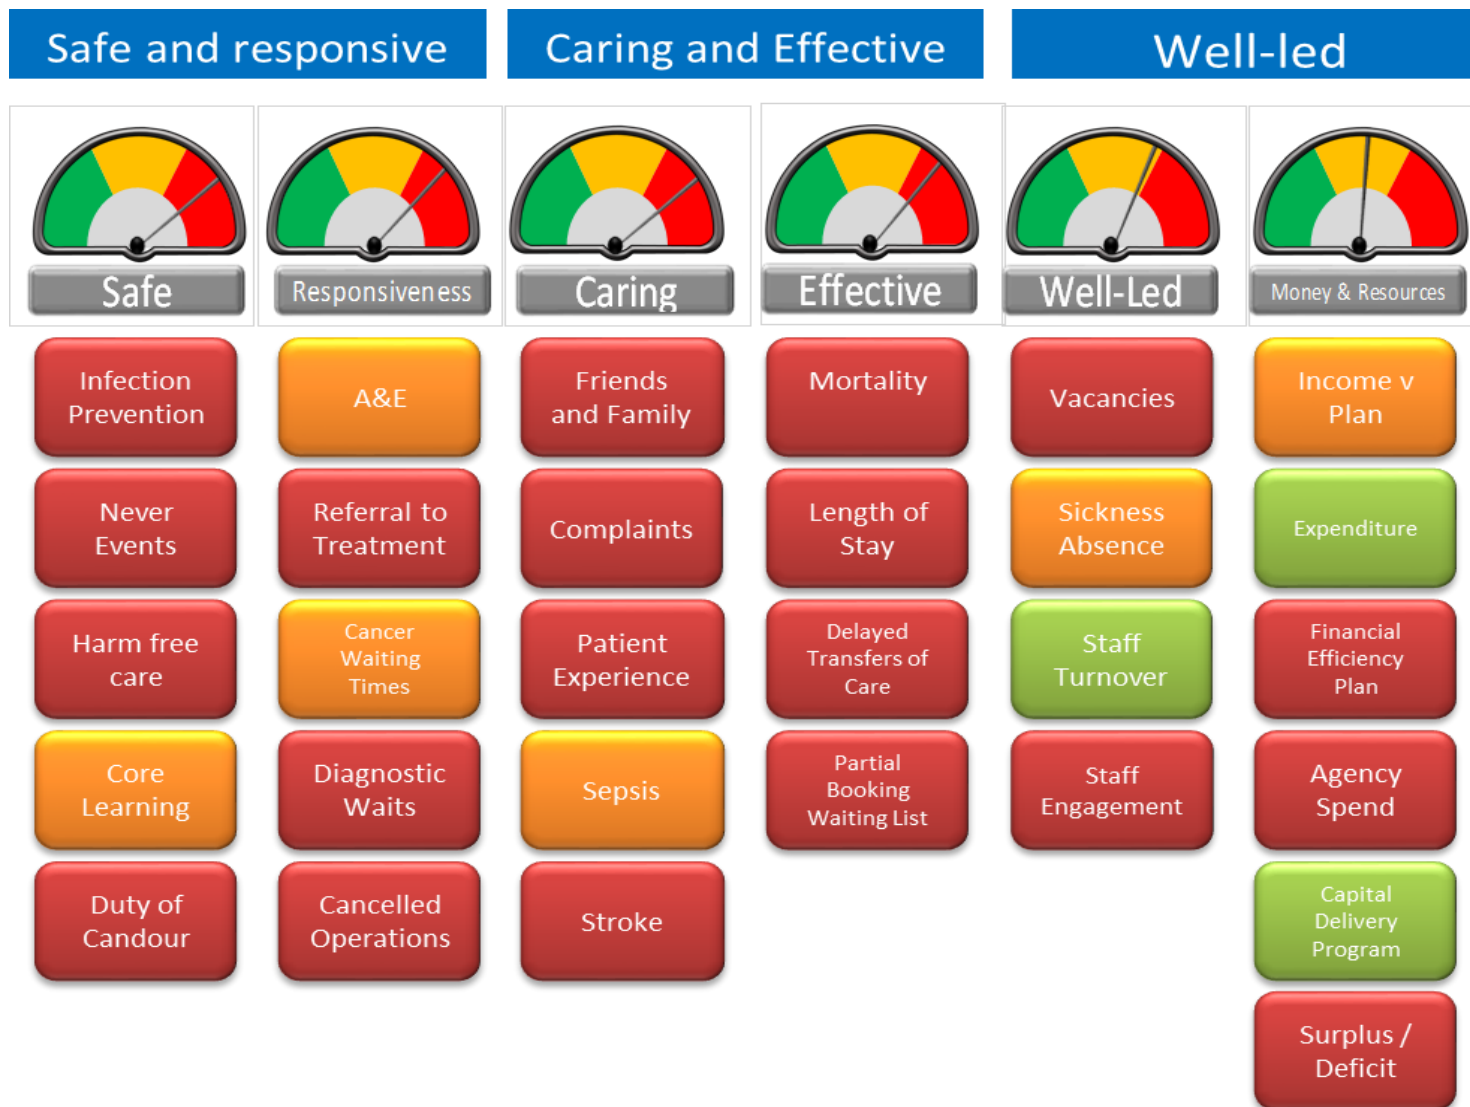 Safe and responsive
Caring and Effective
Well-led
Safe
Responsiveness
Caring
Effective
Well-Led
Money & Resources
Infection
Prevention
A&E
Friends
and Family
Mortality
Vacancies
Income v
Plan
Never
Events
Referral to
Treatment
Complaints
Length of
Stay
Sickness
Absence
Expenditure
Harm free
care
Cancer
Waiting
Times
Patient
Experience
Delayed
Transfers of
Care
Staff
Turnover
Financial
Efficiency
Plan
Core
Learning
Diagnostic
Waits
Sepsis
Partial
Booking
Waiting List
Staff
Engagement
Agency
Spend
Duty of
Candour
Cancelled
Operations
Stroke
Capital
Delivery
Program
Surplus /
Deficit